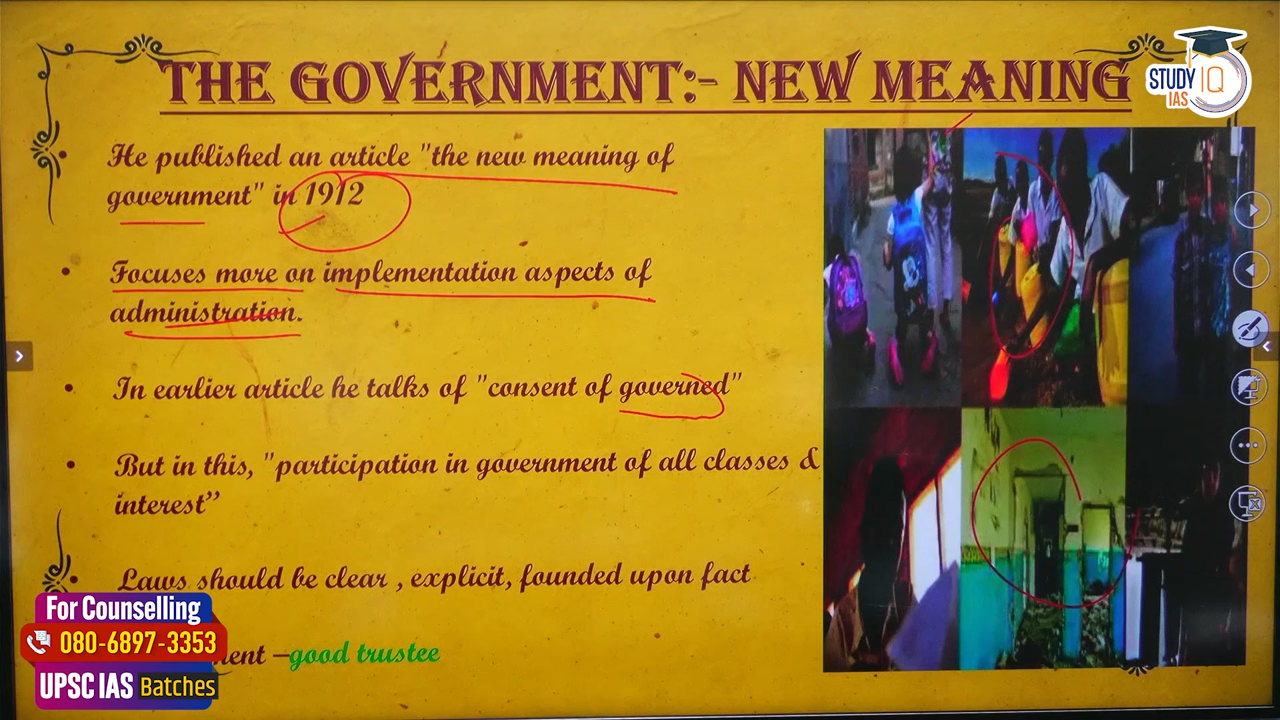 THE GOVERNMENT:- NEW MEANING
STUDY IQ
IAS
• He published an article "the new meaning of
government" in 1912
• Focuses more on implementation aspects of
administration.
• In earlier article he talks of "consent of governed"
• But in this, "participation in government of all classes &
interest”
• Laws should be clear , explicit, founded upon fact
ment –good trustee
For Counselling
080-6897-3353
UPSC IAS Batches